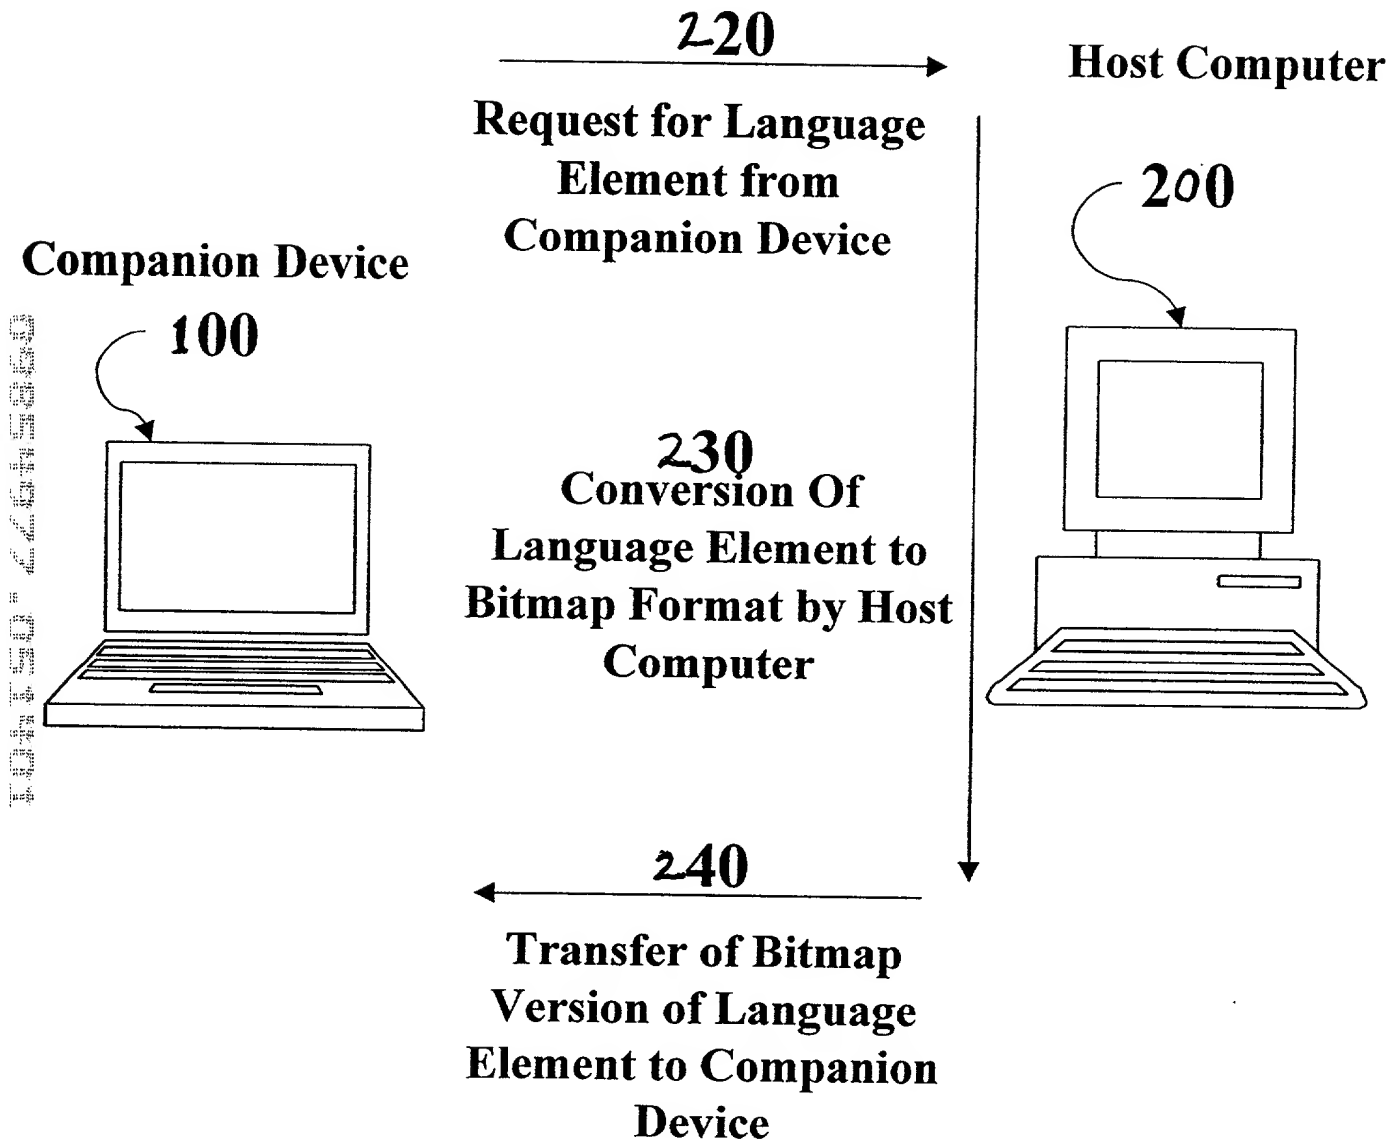 220
Request for Language
Element from
Companion Device
Host Computer
200
Companion Device
100
230
Conversion Of
Language Element to
Bitmap Format by Host
Computer
240
Transfer of Bitmap
Version of Language
Element to Companion
Device